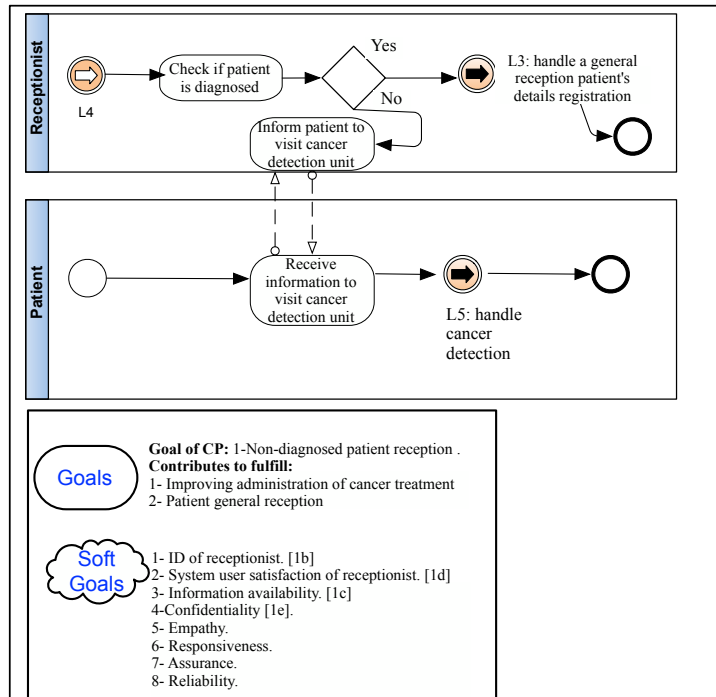 Receptionist
L4
Check if patient
is diagnosed
Yes
No
L3: handle a general
reception patient's
details registration
Inform patient to
visit cancer
detection unit
Patient
Receive
information to
visit cancer
detection unit
L5: handle
cancer
detection
Goals
Goal of CP: 1-Non-diagnosed patient reception .
Contributes to fulfill:
1- Improving administration of cancer treatment
2- Patient general reception
Soft
Goals
1- ID of receptionist. [1b]
2- System user satisfaction of receptionist. [1d]
3- Information availability. [1c]
4-Confidentiality [1e].
5- Empathy.
6- Responsiveness.
7- Assurance.
8- Reliability.